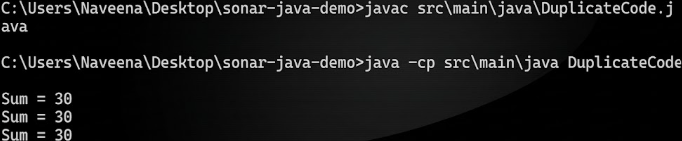 C:\Users\Naveena\Desktop\sonar-java-demo>javac src\main\java\DuplicateCode.j
ava
C:\Users\Naveena\Desktop\sonar-java-demo>java -cp src\main\java DuplicateCode
Sum = 30
Sum = 30
Sum = 30